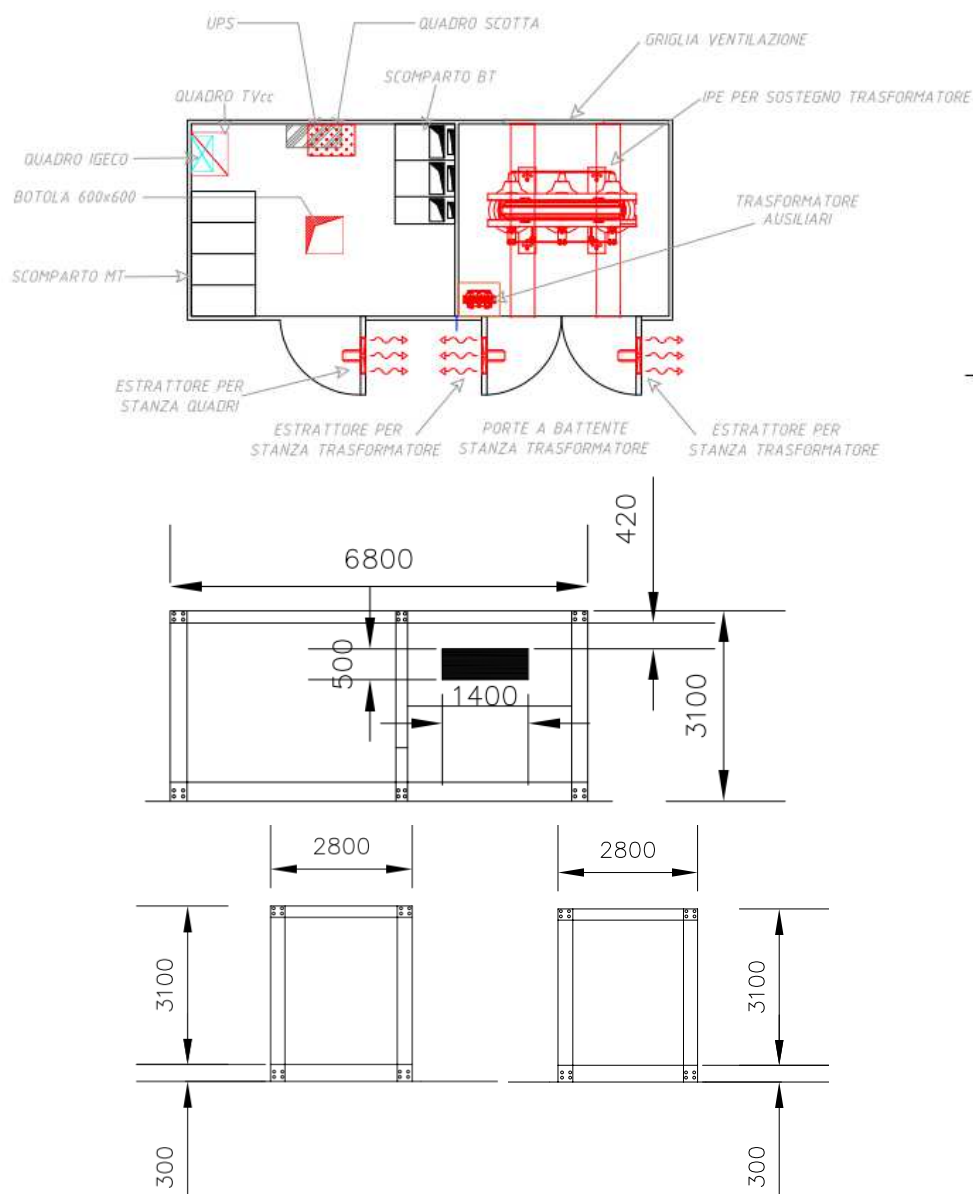 UPS
QUADRO SCOTTA
GRIGLIA VENTILAZIONE
SCOMPARTO BT
QUADRO TVcc
IPE PER SOSTEGNO TRASFORMATORE
QUADRO IGECO
BOTOLA 600x600
TRASFORMATORE
AUSILIARI
SCOMPARTO MT
ESTRATTORE PER
STANZA QUADRI
ESTRATTORE PER
STANZA TRASFORMATORE
PORTE A BATTENTE
STANZA TRASFORMATORE
ESTRATTORE PER
STANZA TRASFORMATORE
420
6800
500
1400
3100
2800
2800
3100
3100
300
300